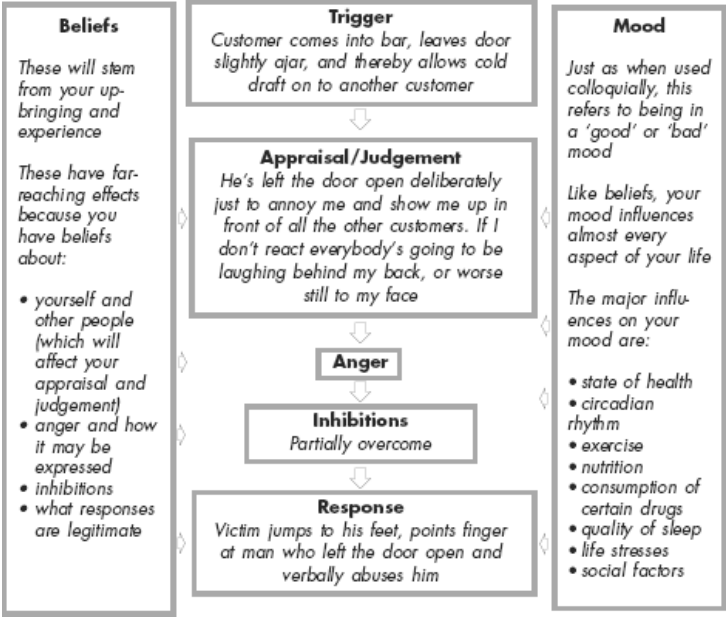 Beliefs
These will stem
from your up-
bringing and
experience
These have far-
reaching effects
because you
have beliefs
about:
• yourself and
other people
(which will
affect your
appraisal and
judgement)
• anger and how
it may be
expressed
• inhibitions
• what responses
are legitimate
Trigger
Customer comes into bar, leaves door
slightly ajar, and thereby allows cold
draft on to another customer
Appraisal/Judgement
He's left the door open deliberately
just to annoy me and show me up in
front of all the other customers. If I
don't react everybody's going to be
laughing behind my back, or worse
still to my face
Anger
Inhibitions
Partially overcome
Response
Victim jumps to his feet, points finger
at man who left the door open and
verbally abuses him
Mood
Just as when used
colloquially, this
refers to being in
a 'good' or 'bad'
mood
Like beliefs, your
mood influences
almost every
aspect of your life
The major influ-
ences on your
mood are:
• state of health
• circadian
rhythm
• exercise
• nutrition
• consumption of
certain drugs
• quality of sleep
• life stresses
• social factors